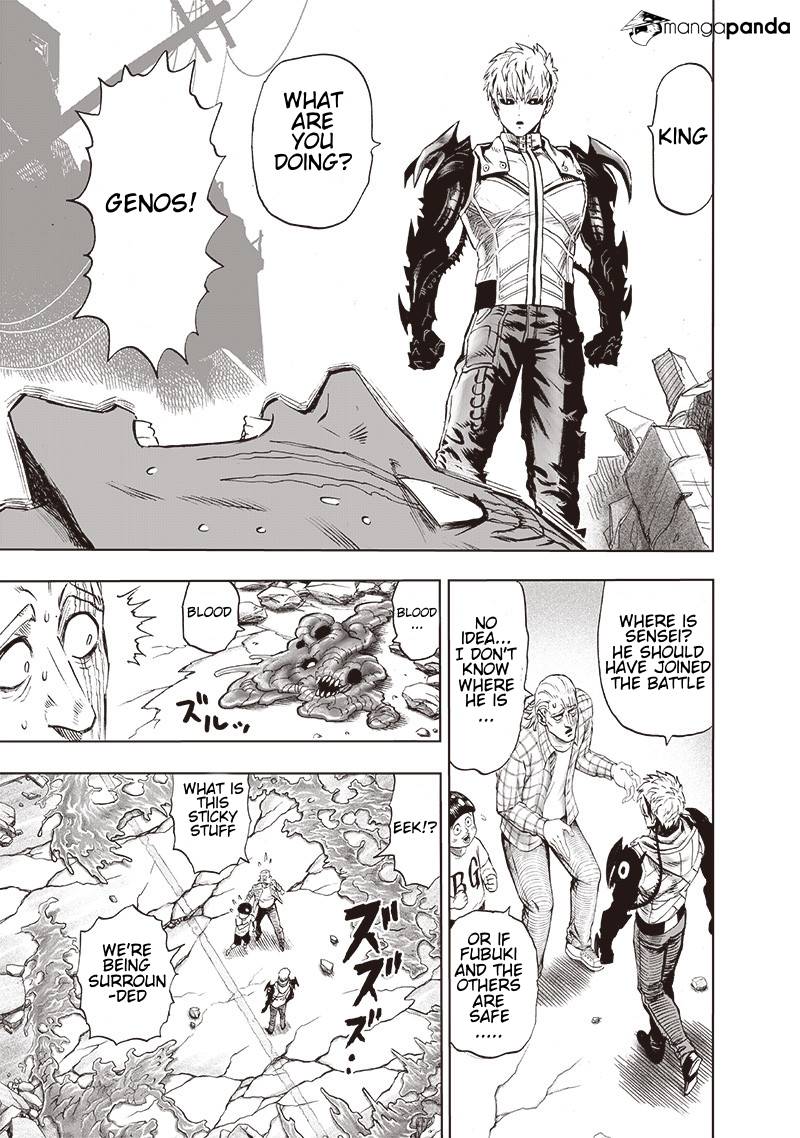 mangapanda
KING
WHAT
ARE
YOU
DOING?
GENOS!
WHERE IS
SENSEI?
HE SHOULD
HAVE JOINED
THE BATTLE
NO
IDEA...
I DON'T
KNOW
WHERE
HE IS
...
BG
OR IF
FUBUKI
AND THE
OTHERS
ARE
SAFE
.....
BLOOD
...
BLOOD
ズルッ
EEK!?
WHAT IS
THIS
STICKY
STUFF
WE'RE
BEING
SURROUN
-DED
ズズズ・・